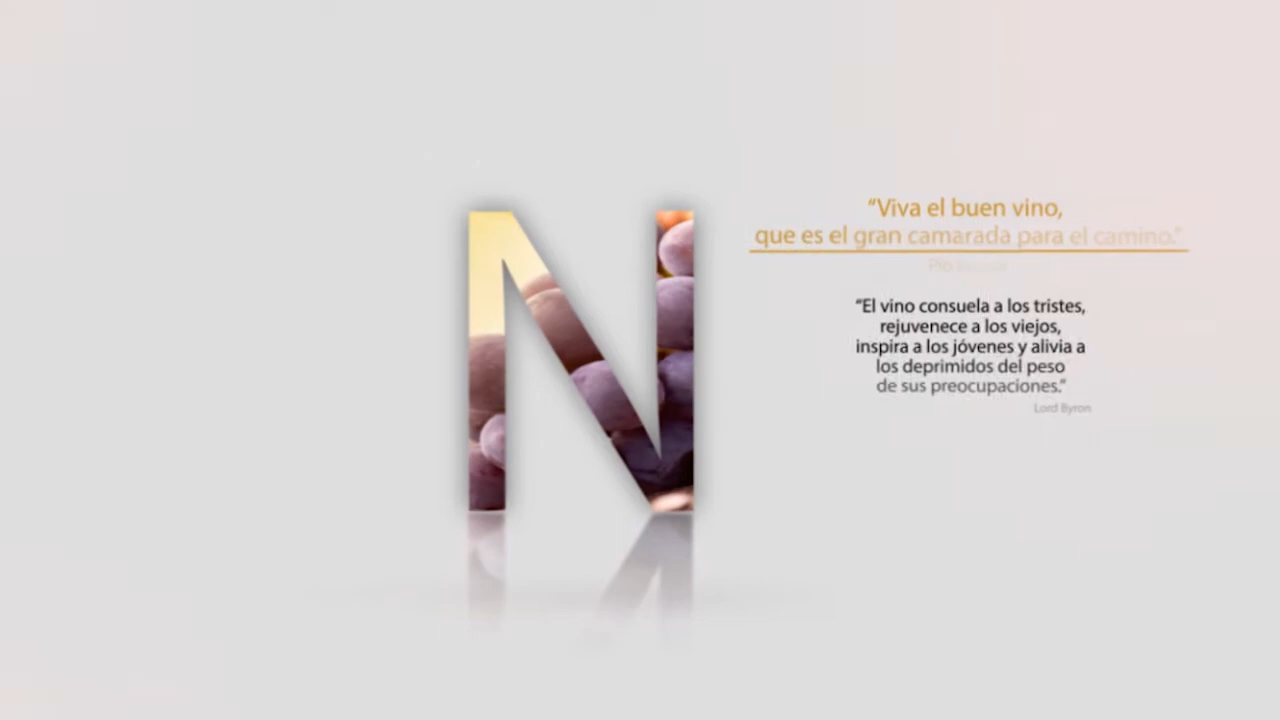 N
“Viva el buen vino,
que es el gran camarada para el camino.”
Pío
“El vino consuela a los tristes,
rejuvenece a los viejos,
inspira a los jóvenes y alivia a
los deprimidos del peso
de sus preocupaciones.”
Lord Byron